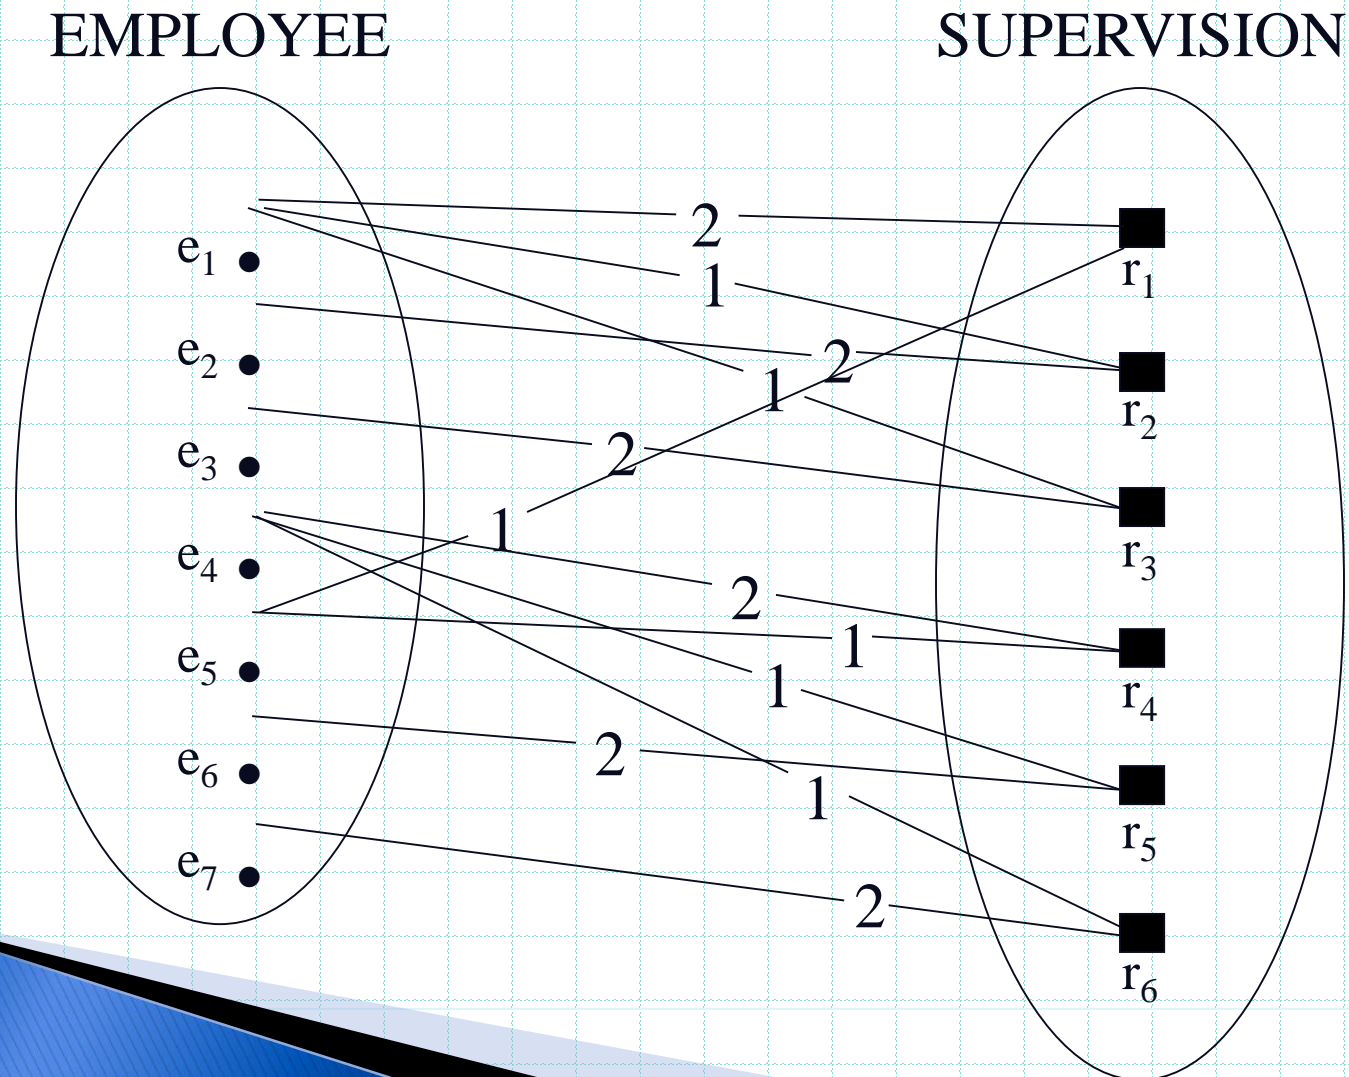 EMPLOYEE SUPERVISION
2
e₁ 1 r₁
e₂ 2
1 r₂
e₃ 2
1
e₄ r₃
2
e₅ 1
1 r₄
e₆ 2
1 r₅
e₇
2
r₆